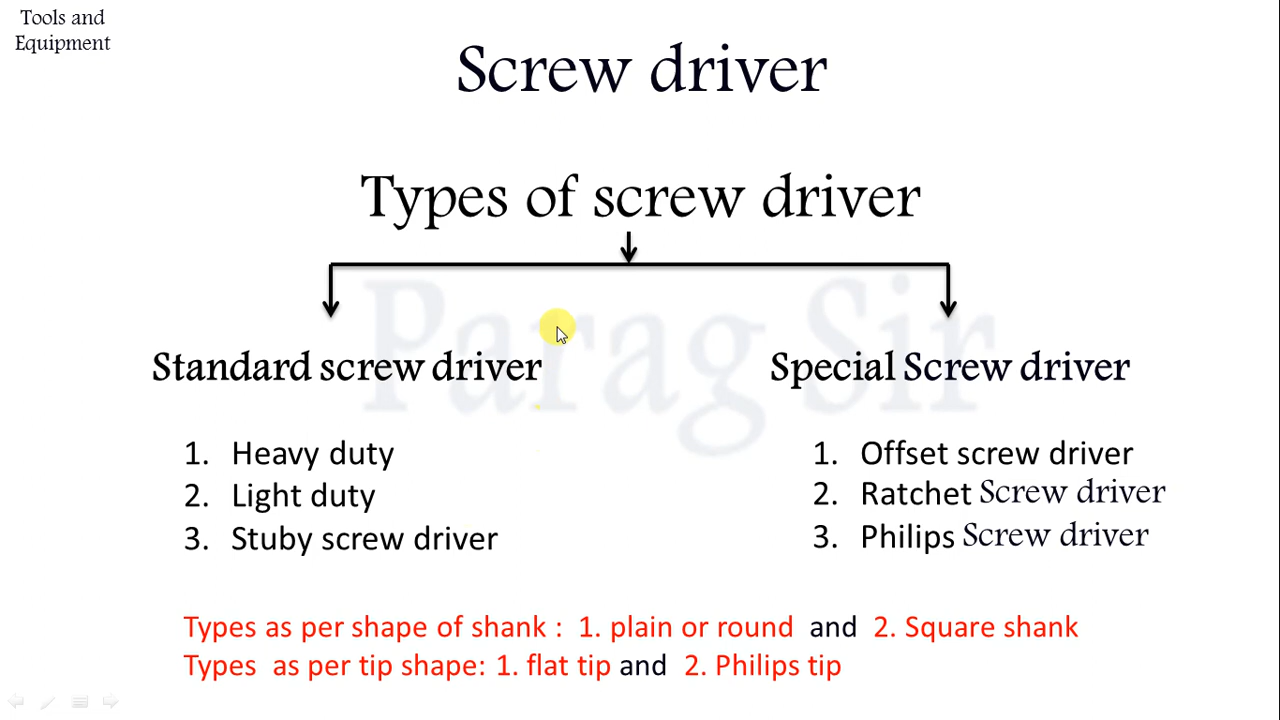 Tools and
Equipment
Screw driver
Types of screw driver
Parag Sir
Standard screw driver
Special Screw driver
1. Heavy duty
2. Light duty
3. Stuby screw driver
1. Offset screw driver
2. Ratchet Screw driver
3. Philips Screw driver
Types as per shape of shank : 1. plain or round and 2. Square shank
Types as per tip shape: 1. flat tip and 2. Philips tip